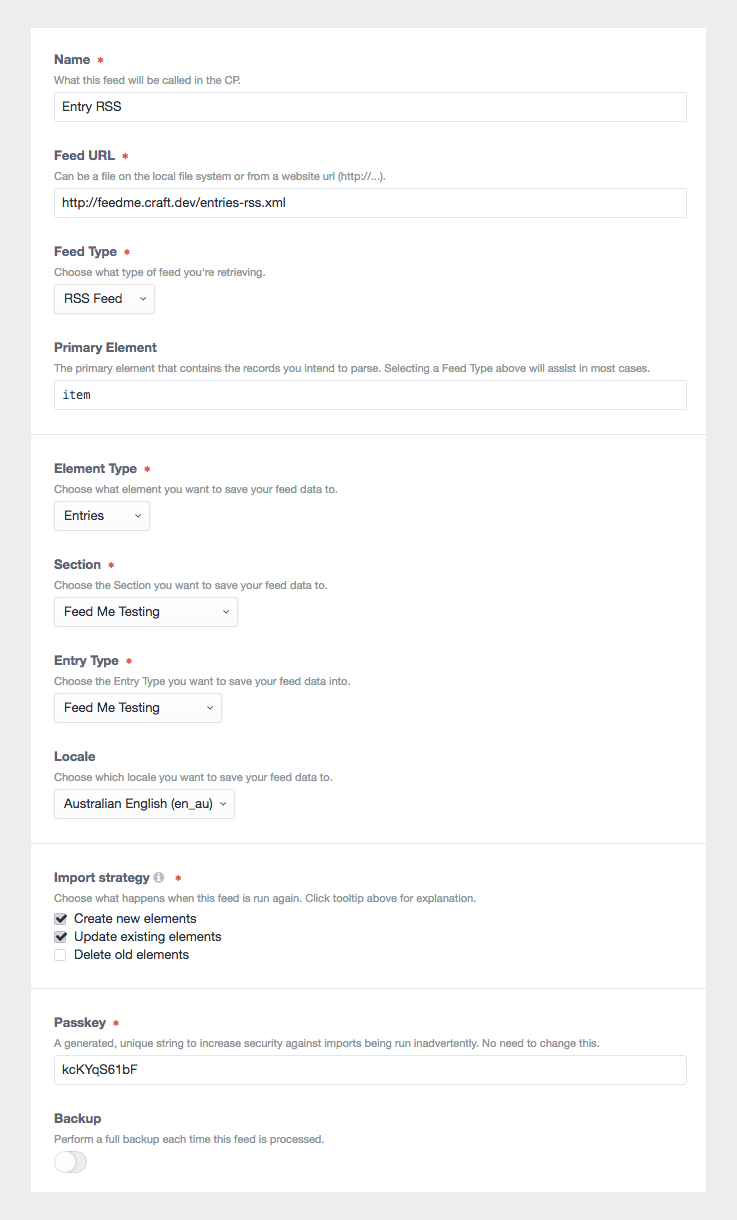 Name *
What this feed will be called in the CP.
Entry RSS
Feed URL *
Can be a file on the local file system or from a website url (http://...).
http://feedme.craft.dev/entries-rss.xml
Feed Type *
Choose what type of feed you're retrieving.
RSS Feed
Primary Element
The primary element that contains the records you intend to parse. Selecting a Feed Type above will assist in most cases.
item
Element Type *
Choose what element you want to save your feed data to.
Entries
Section *
Choose the Section you want to save your feed data to.
Feed Me Testing
Entry Type *
Choose the Entry Type you want to save your feed data into.
Feed Me Testing
Locale
Choose which locale you want to save your feed data to.
Australian English (en_au)
Import strategy *
Choose what happens when this feed is run again. Click tooltip above for explanation.
Create new elements
Update existing elements
Delete old elements
Passkey *
A generated, unique string to increase security against imports being run inadvertently. No need to change this.
kcKYqS61bF
Backup
Perform a full backup each time this feed is processed.